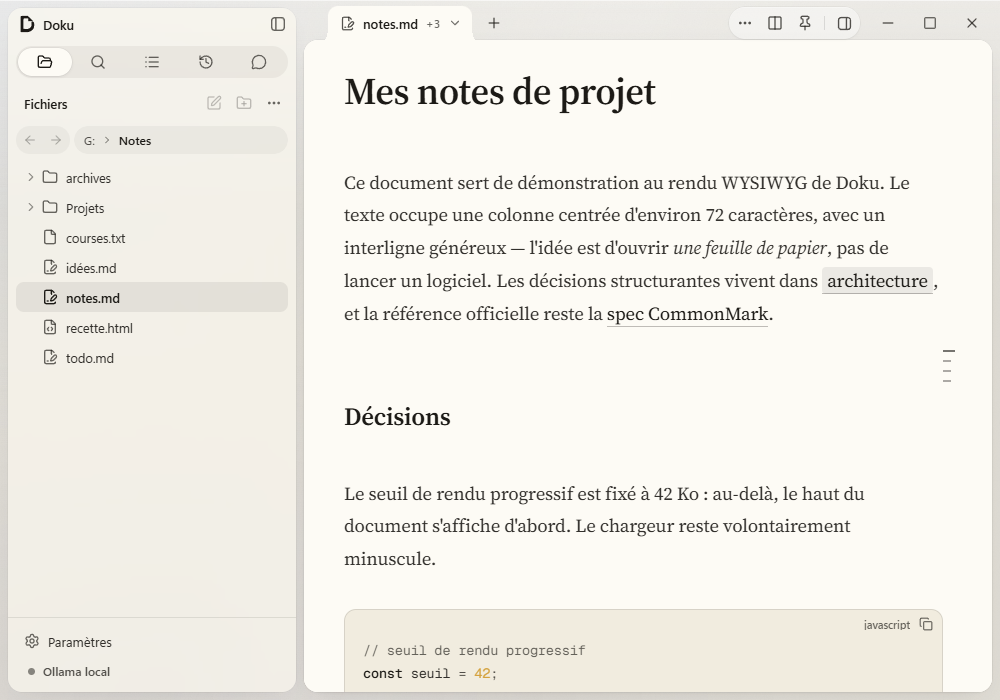 Doku
notes.md +3
Fichiers
G: Notes
archives
Projets
courses.txt
idées.md
notes.md
recette.html
todo.md
Paramètres
Ollama local
Mes notes de projet
Ce document sert de démonstration au rendu WYSIWYG de Doku. Le
texte occupe une colonne centrée d'environ 72 caractères, avec un
interligne généreux — l'idée est d'ouvrir une feuille de papier, pas de
lancer un logiciel. Les décisions structurantes vivent dans architecture,
et la référence officielle reste la spec CommonMark.
Décisions
Le seuil de rendu progressif est fixé à 42 Ko : au-delà, le haut du
document s'affiche d'abord. Le chargeur reste volontairement
minuscule.
javascript
// seuil de rendu progressif
const seuil = 42;